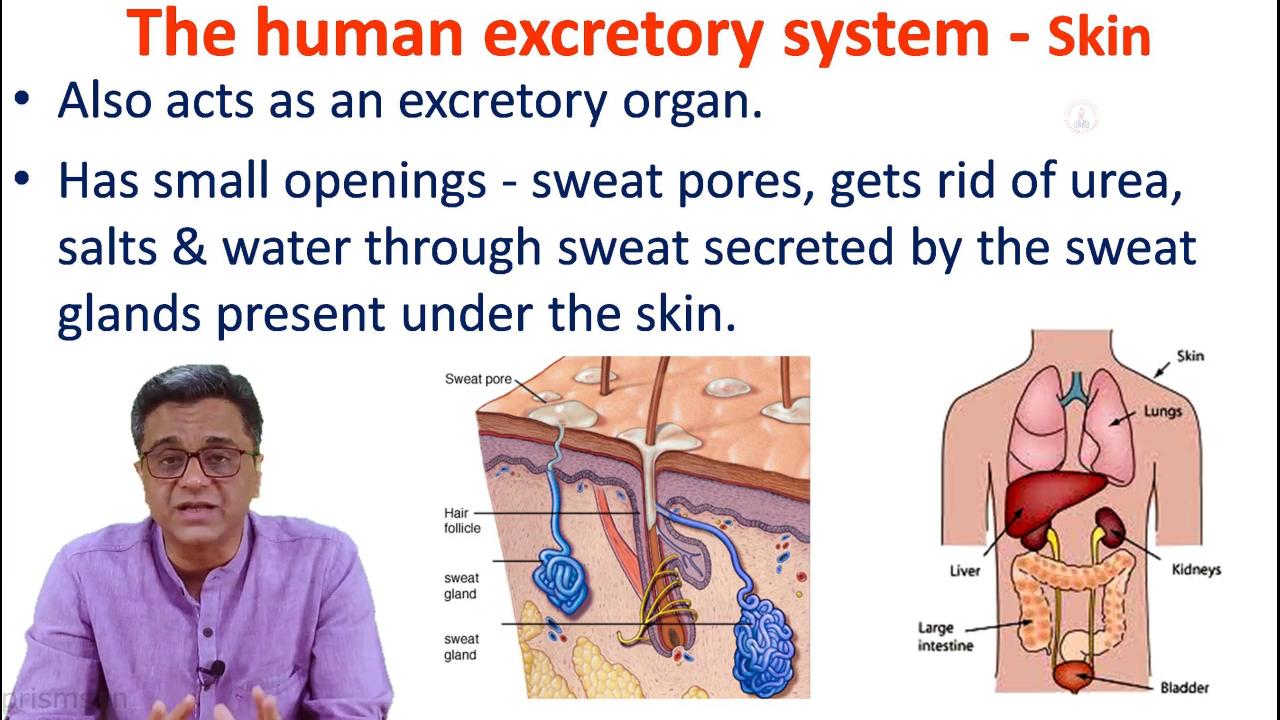 The human excretory system - Skin
• Also acts as an excretory organ.
• Has small openings - sweat pores, gets rid of urea,
salts & water through sweat secreted by the sweat
glands present under the skin.
Sweat pore
Hair
follicle
sweat
gland
sweat
gland
Skin
Lungs
Liver
Kidneys
Large
intestine
Bladder